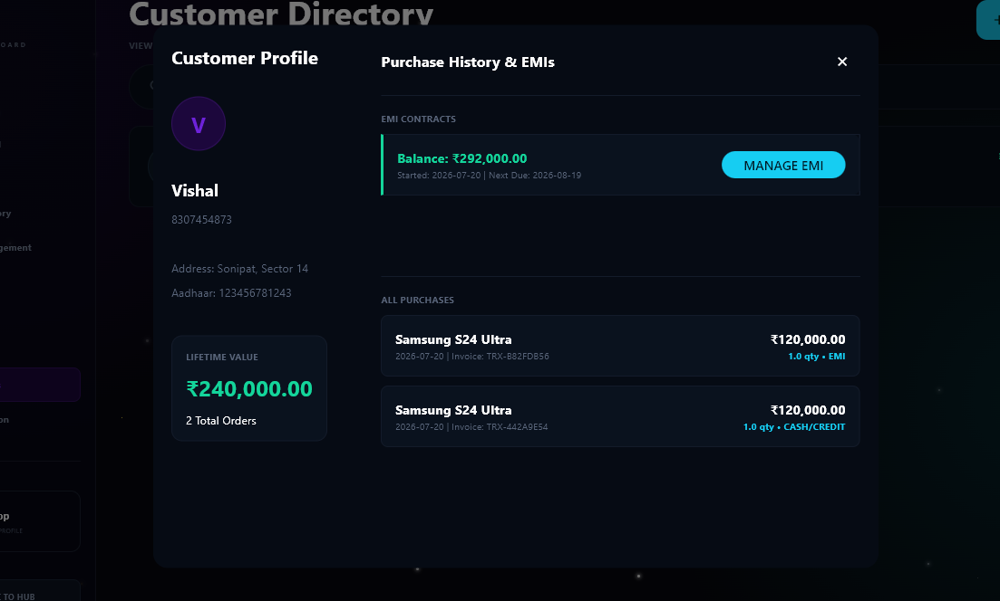 Customer Directory
OARD
VIEW
Customer Profile
Purchase History & EMIs
✕
EMI CONTRACTS
V
Balance: ₹292,000.00
Started: 2026-07-20 | Next Due: 2026-08-19
MANAGE EMI
Vishal
8307454873
ory
gement
Address: Sonipat, Sector 14
Aadhaar: 123456781243
ALL PURCHASES
Samsung S24 Ultra
₹120,000.00
2026-07-20 | Invoice: TRX-B82FDB56
1.0 qty • EMI
LIFETIME VALUE
₹240,000.00
2 Total Orders
Samsung S24 Ultra
₹120,000.00
2026-07-20 | Invoice: TRX-442A9E54
1.0 qty • CASH/CREDIT
on
op
PROFILE
TO HUB